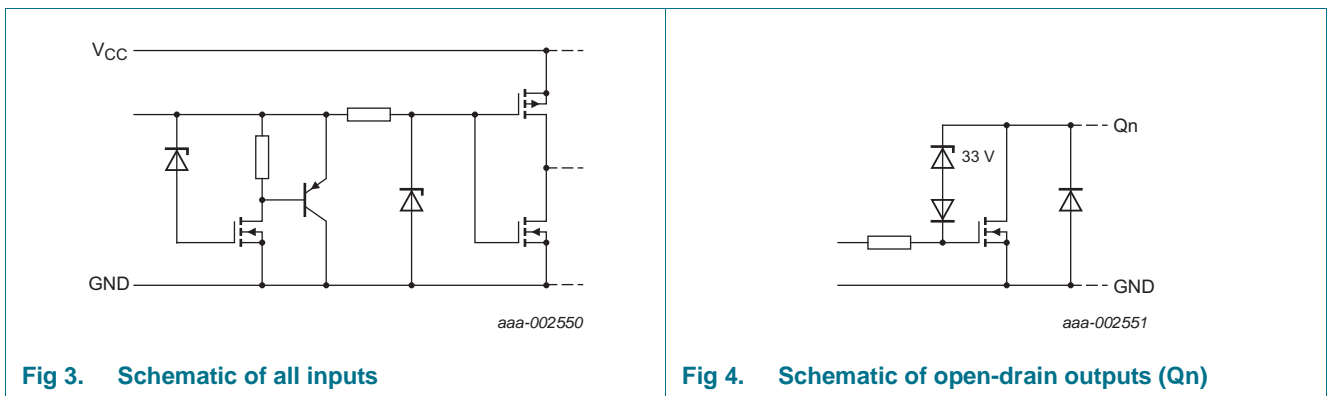 VCC
GND
aaa-002550
Fig 3. Schematic of all inputs
Qn
33 V
GND
aaa-002551
Fig 4. Schematic of open-drain outputs (Qn)